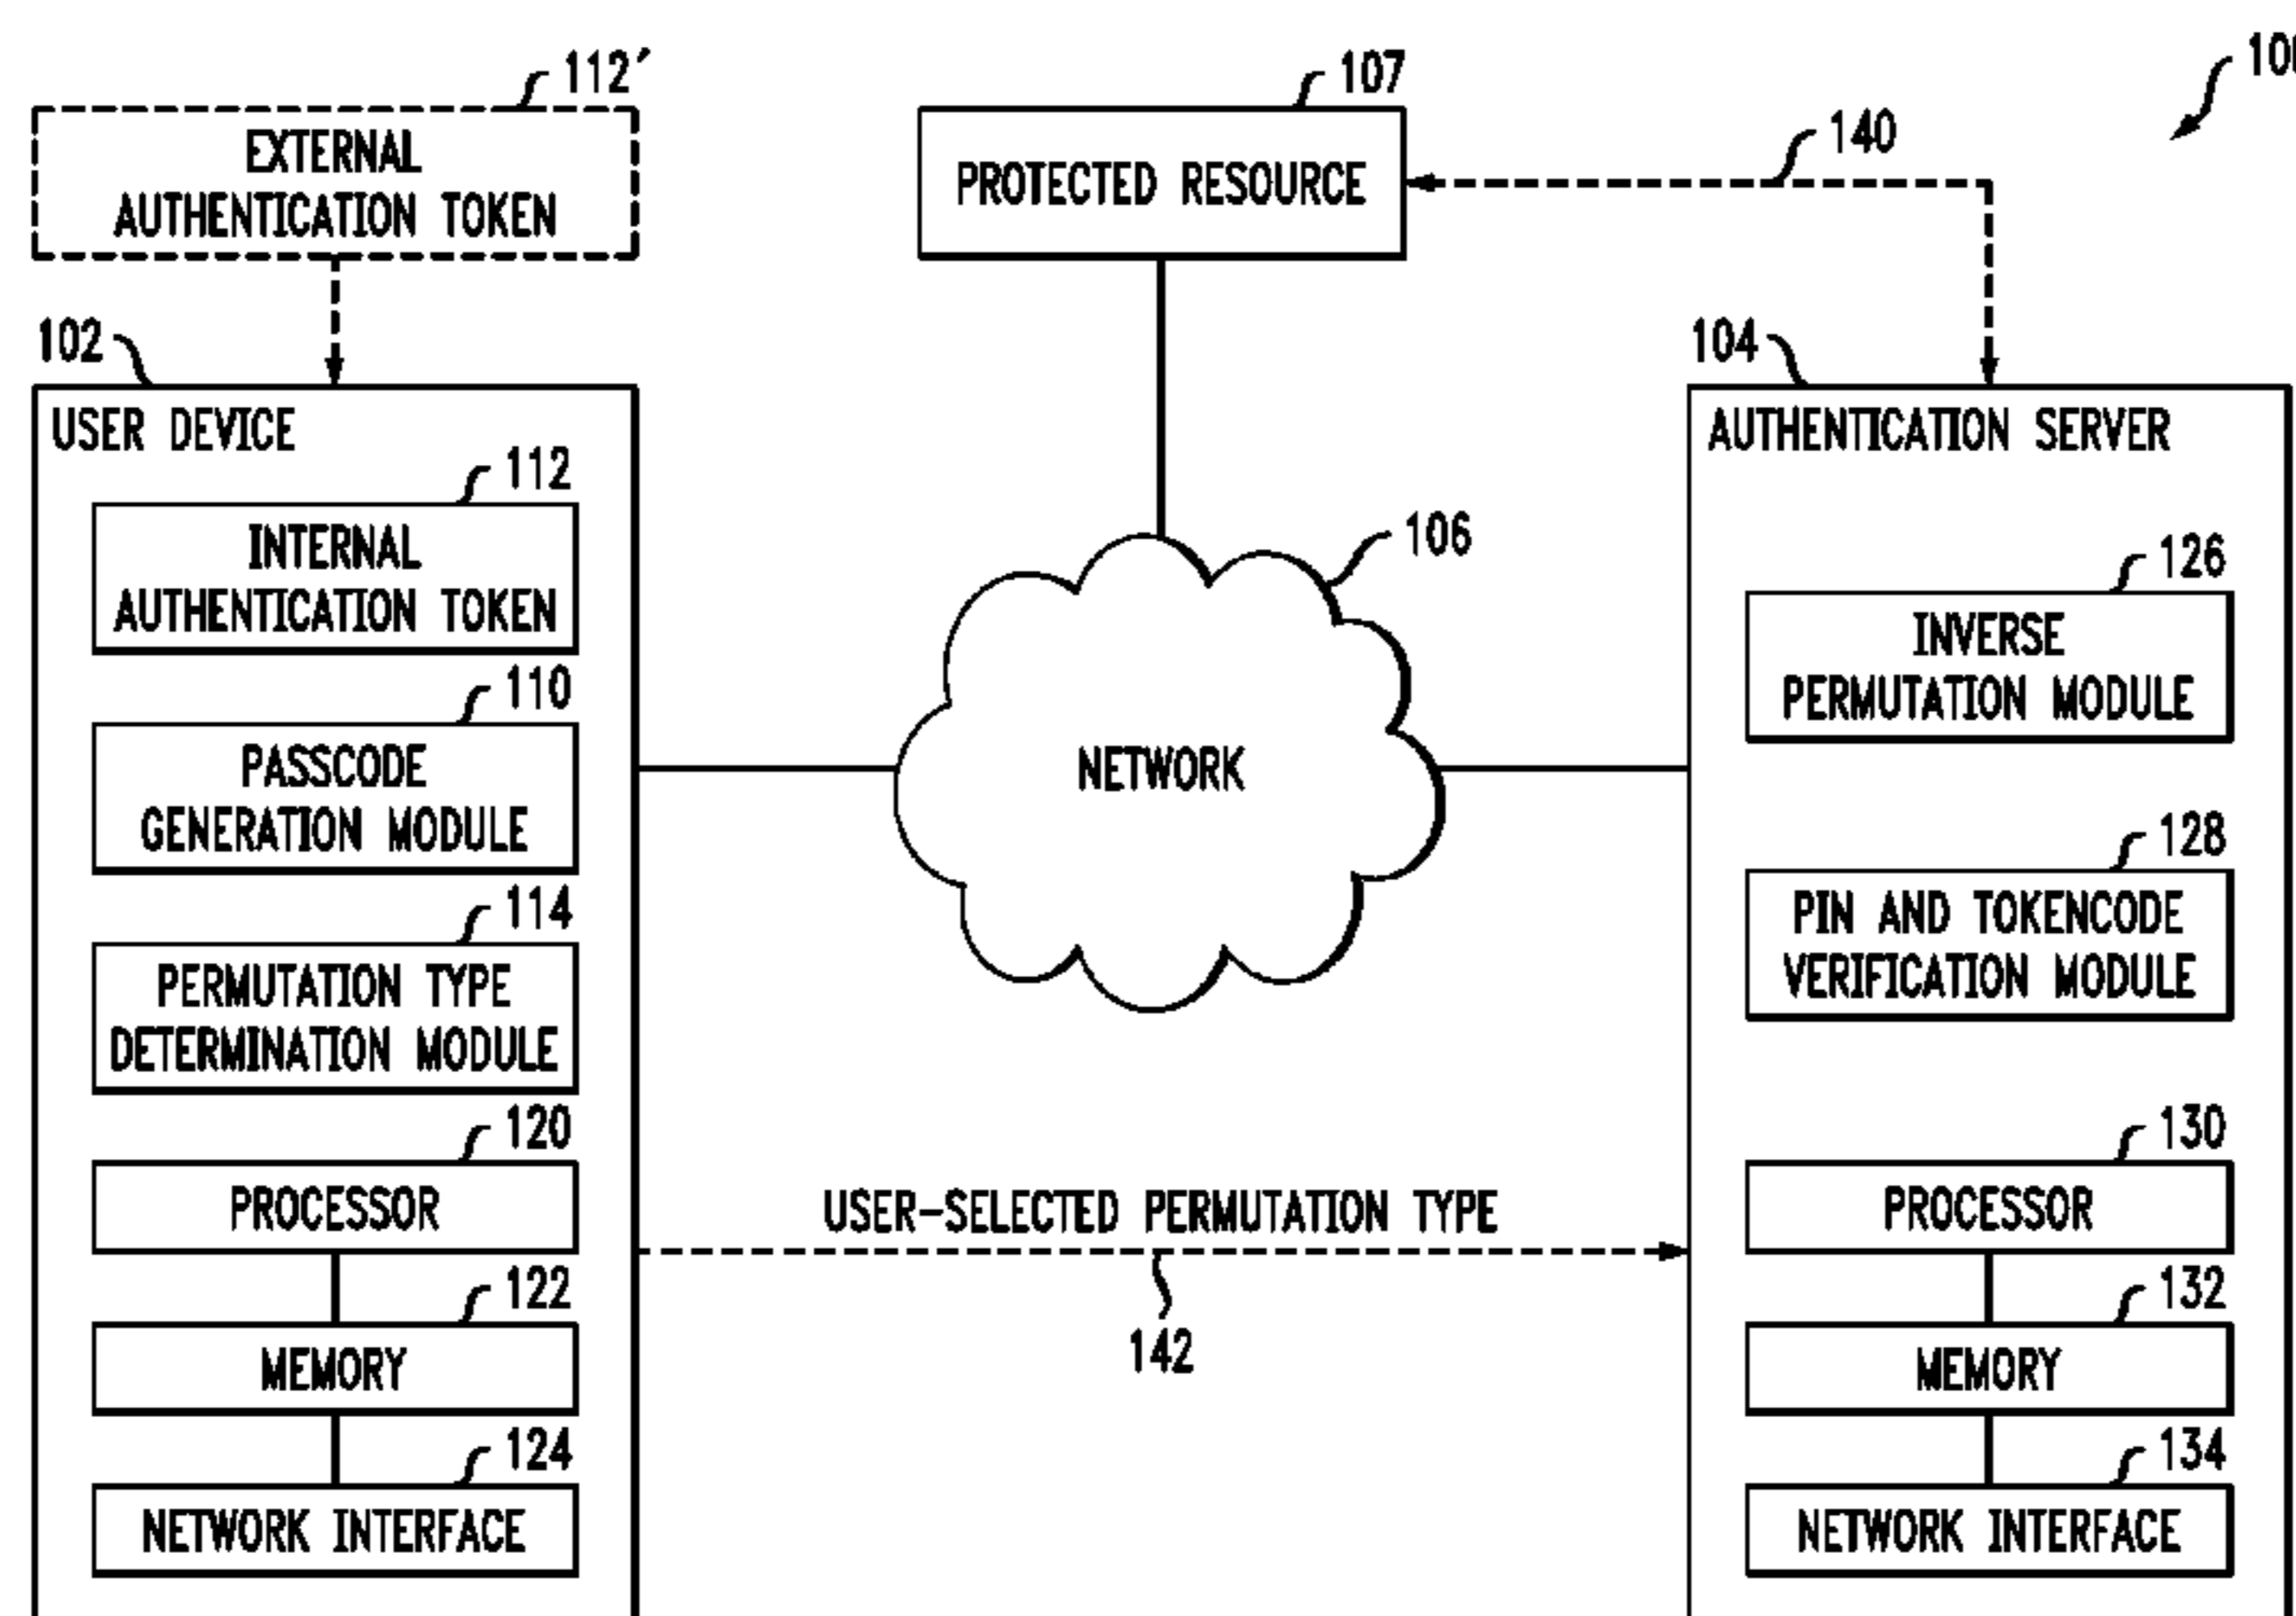 112'
EXTERNAL
AUTHENTICATION TOKEN
107
PROTECTED RESOURCE
140
102
USER DEVICE
112
INTERNAL
AUTHENTICATION TOKEN
110
PASSCODE
GENERATION MODULE
114
PERMUTATION TYPE
DETERMINATION MODULE
120
PROCESSOR
122
MEMORY
124
NETWORK INTERFACE
106
NETWORK
USER-SELECTED PERMUTATION TYPE
142
104
AUTHENTICATION SERVER
126
INVERSE
PERMUTATION MODULE
128
PIN AND TOKENCODE
VERIFICATION MODULE
130
PROCESSOR
132
MEMORY
134
NETWORK INTERFACE